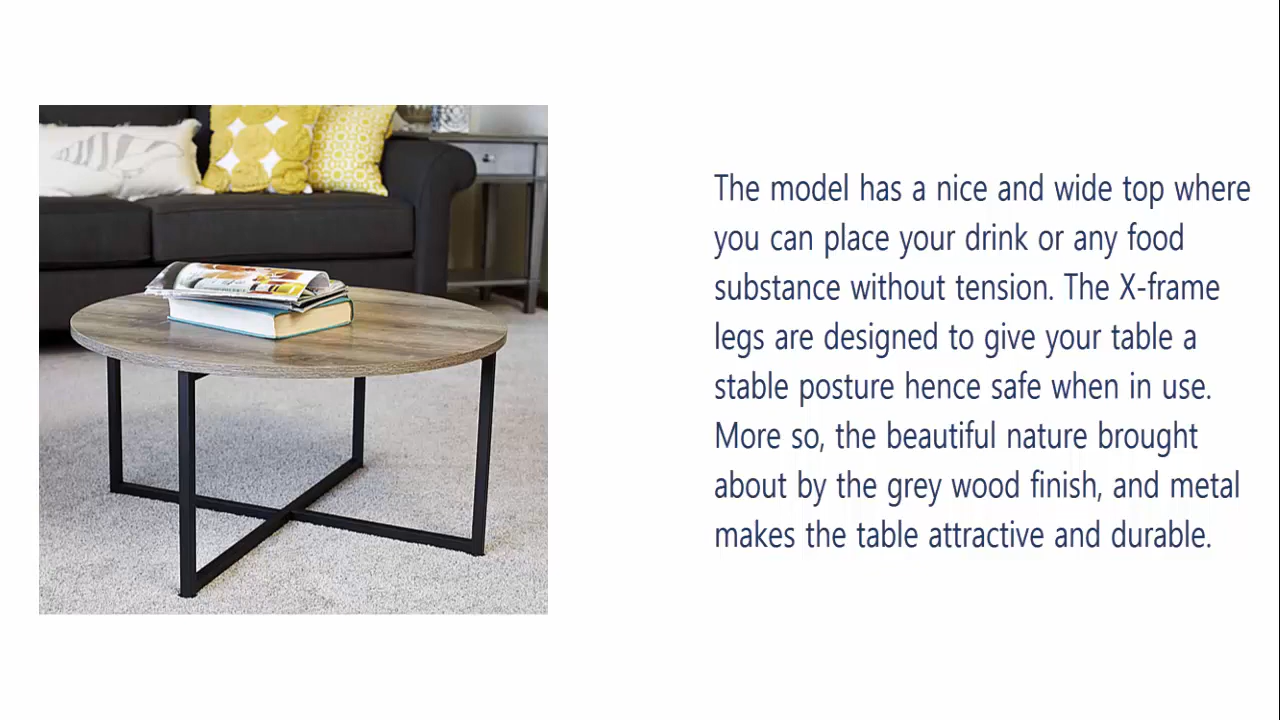 The model has a nice and wide top where
you can place your drink or any food
substance without tension. The X-frame
legs are designed to give your table a
stable posture hence safe when in use.
More so, the beautiful nature brought
about by the grey wood finish, and metal
makes the table attractive and durable.